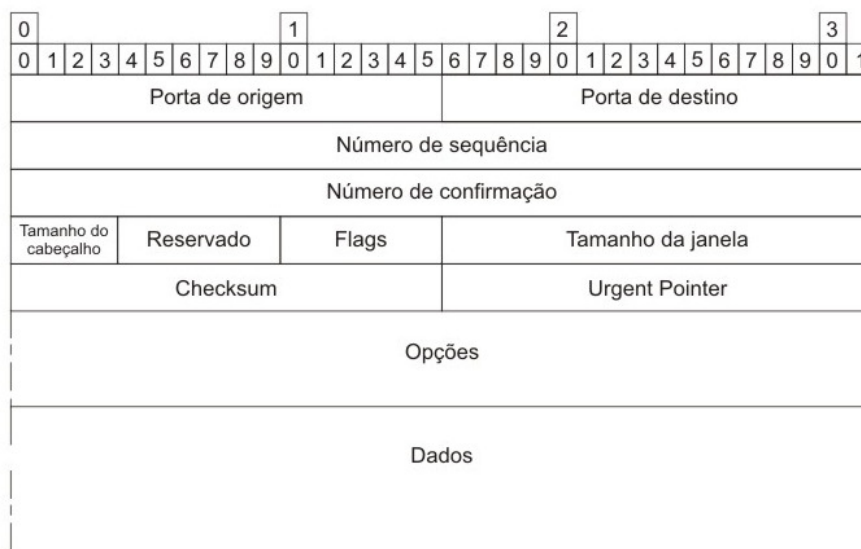 0 1 2 3
0 1 2 3 4 5 6 7 8 9 0 1 2 3 4 5 6 7 8 9 0 1 2 3 4 5 6 7 8 9 0 1
Porta de origem Porta de destino
Número de sequência
Número de confirmação
Tamanho do
cabeçalho Reservado Flags Tamanho da janela
Checksum Urgent Pointer
Opções
Dados